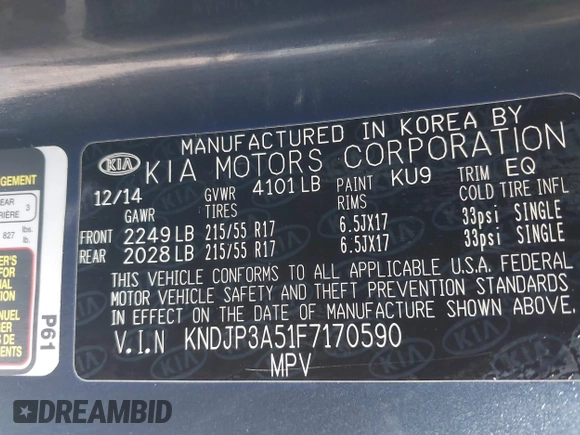 MANUFACTURED IN KOREA BY
KIA KIA MOTORS CORPORATION
12/14 GVWR 4101 LB PAINT KU9 TRIM EQ
GAWR TIRES RIMS COLD TIRE INFL
FRONT 2249 LB 215/55 R17 6.5JX17 33psi SINGLE
REAR 2028 LB 215/55 R17 6.5JX17 33psi SINGLE
THIS VEHICLE CONFORMS TO ALL APPLICABLE U.S.A. FEDERAL
MOTOR VEHICLE SAFETY AND THEFT PREVENTION STANDARDS
IN EFFECT ON THE DATE OF MANUFACTURE SHOWN ABOVE.
V.I.N KNDJP3A51F7170590
MPV
3
827 lbs.
P61
DREAMBID